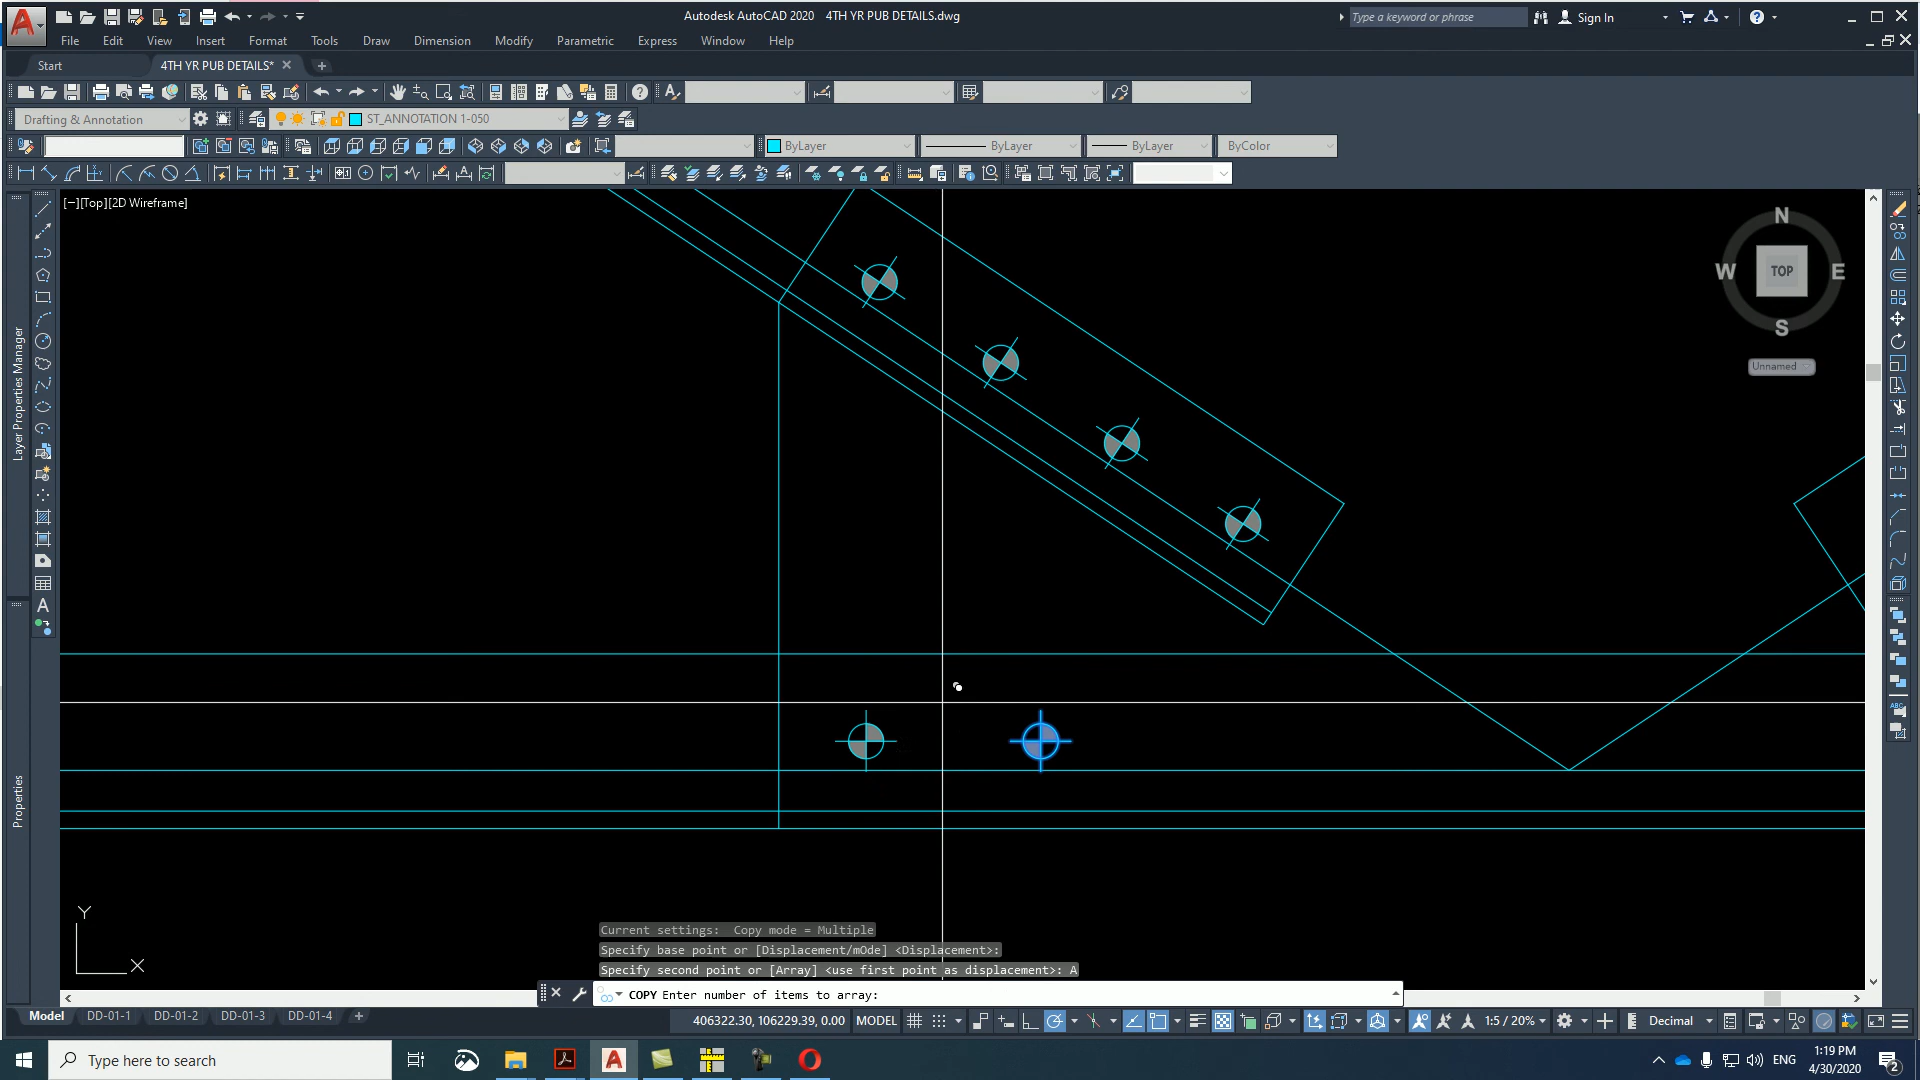 Autodesk AutoCAD 2020 4TH YR PUB DETAILS.dwg
Type a keyword or phrase
Sign In
File Edit View Insert Format Tools Draw Dimension Modify Parametric Express Window Help
Start
4TH YR PUB DETAILS*
Drafting & Annotation
ST_ANNOTATION 1-050
ByLayer
ByLayer
ByLayer
ByColor
[−][Top][2D Wireframe]
N
W
TOP
E
S
Unnamed
Layer Properties Manager
Properties
Y
X
Current settings: Copy mode = Multiple
Specify base point or [Displacement/mOde] <Displacement>:
Specify second point or [Array] <use first point as displacement>: A
COPY Enter number of items to array:
Model DD-01-1 DD-01-2 DD-01-3 DD-01-4
406322.30, 106229.39, 0.00 MODEL
1:5 / 20%
Decimal
Type here to search
ENG
1:19 PM
4/30/2020
2